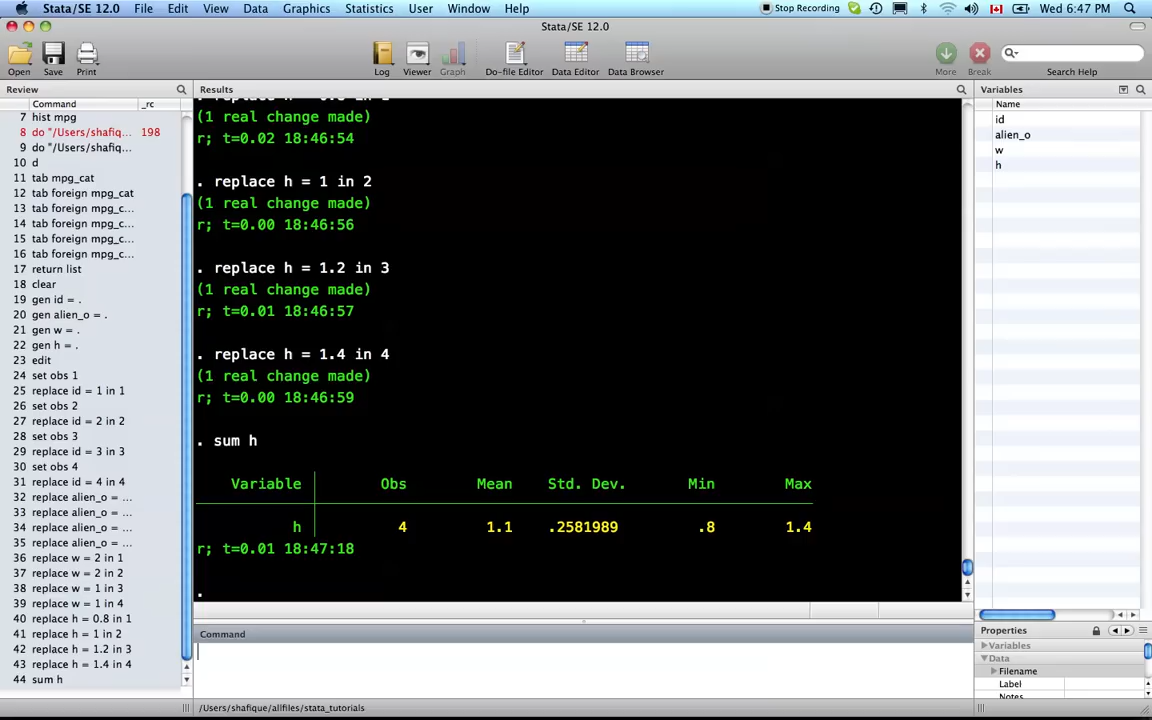 Stata/SE 12.0 File Edit View Data Graphics Statistics User Window Help Stop Recording Wed 6:47 PM
Stata/SE 12.0
Open Save Print Log Viewer Graph Do-file Editor Data Editor Data Browser More Break Search Help
Review
Command _rc
7 hist mpg
8 do "/Users/shafiq... 198
9 do "/Users/shafiq...
10 d
11 tab mpg_cat
12 tab foreign mpg_cat
13 tab foreign mpg_c...
14 tab foreign mpg_c...
15 tab foreign mpg_c...
16 tab foreign mpg_c...
17 return list
18 clear
19 gen id = .
20 gen alien_o = .
21 gen w = .
22 gen h = .
23 edit
24 set obs 1
25 replace id = 1 in 1
26 set obs 2
27 replace id = 2 in 2
28 set obs 3
29 replace id = 3 in 3
30 set obs 4
31 replace id = 4 in 4
32 replace alien_o = ...
33 replace alien_o = ...
34 replace alien_o = ...
35 replace alien_o = ...
36 replace w = 2 in 1
37 replace w = 2 in 2
38 replace w = 1 in 3
39 replace w = 1 in 4
40 replace h = 0.8 in 1
41 replace h = 1 in 2
42 replace h = 1.2 in 3
43 replace h = 1.4 in 4
44 sum h
Results
. replace h = 0.8 in 1
(1 real change made)
r; t=0.02 18:46:54
. replace h = 1 in 2
(1 real change made)
r; t=0.00 18:46:56
. replace h = 1.2 in 3
(1 real change made)
r; t=0.01 18:46:57
. replace h = 1.4 in 4
(1 real change made)
r; t=0.00 18:46:59
. sum h
Variable Obs Mean Std. Dev. Min Max
h 4 1.1 .2581989 .8 1.4
r; t=0.01 18:47:18
.
Command
/Users/shafique/allfiles/stata_tutorials
Variables
Name
id
alien_o
w
h
Properties
Variables
Data
Filename
Label
Notes